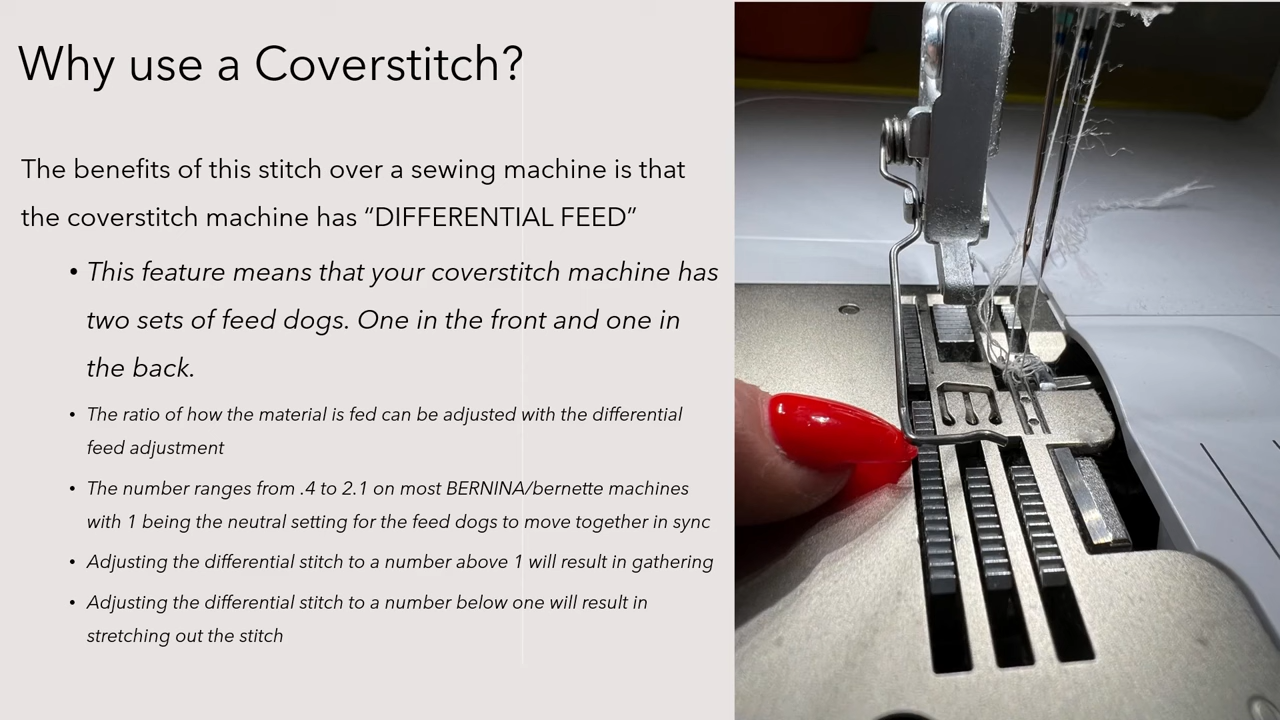 Why use a Coverstitch?
The benefits of this stitch over a sewing machine is that
the coverstitch machine has “DIFFERENTIAL FEED”
• This feature means that your coverstitch machine has
two sets of feed dogs. One in the front and one in
the back.
• The ratio of how the material is fed can be adjusted with the differential
feed adjustment
• The number ranges from .4 to 2.1 on most BERNINA/bernette machines
with 1 being the neutral setting for the feed dogs to move together in sync
• Adjusting the differential stitch to a number above 1 will result in gathering
• Adjusting the differential stitch to a number below one will result in
stretching out the stitch